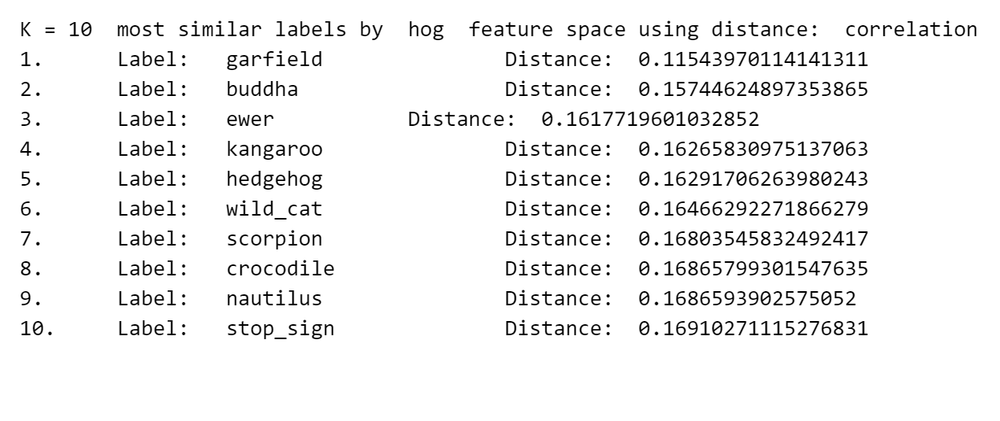 K = 10  most similar labels by  hog  feature space using distance:  correlation
1.      Label:   garfield               Distance:  0.11543970114141311
2.      Label:   buddha                 Distance:  0.15744624897353865
3.      Label:   ewer           Distance:  0.1617719601032852
4.      Label:   kangaroo               Distance:  0.16265830975137063
5.      Label:   hedgehog               Distance:  0.16291706263980243
6.      Label:   wild_cat               Distance:  0.16466292271866279
7.      Label:   scorpion               Distance:  0.16803545832492417
8.      Label:   crocodile              Distance:  0.16865799301547635
9.      Label:   nautilus               Distance:  0.1686593902575052
10.     Label:   stop_sign              Distance:  0.16910271115276831